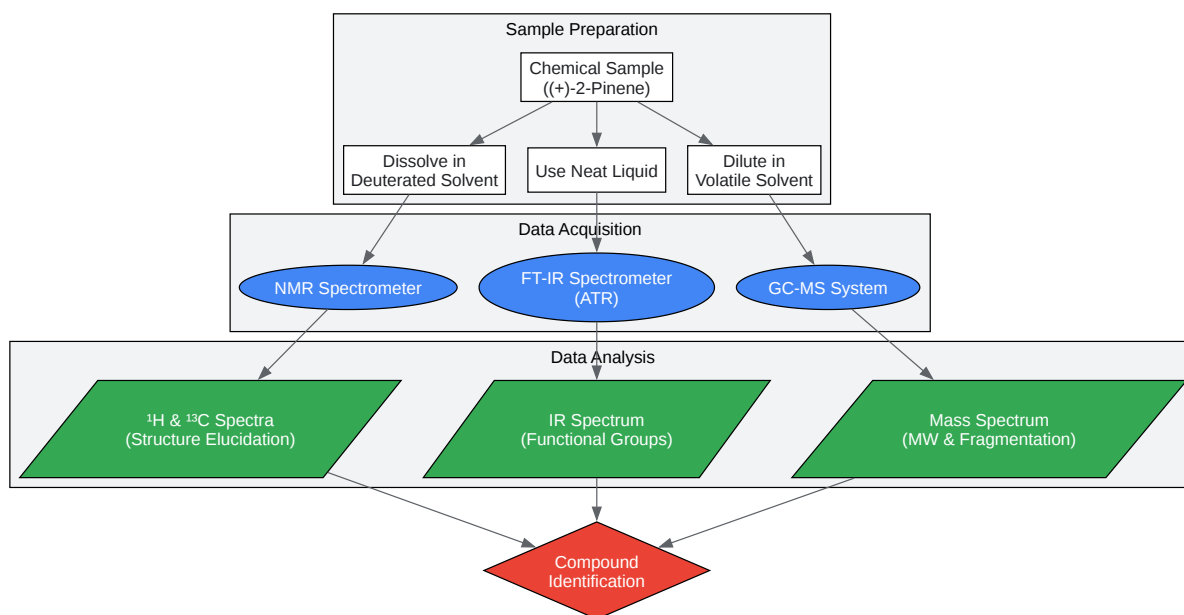 Sample Preparation
Chemical Sample
((+)-2-Pinene)
Dissolve in
Deuterated Solvent
Use Neat Liquid
Dilute in
Volatile Solvent
Data Acquisition
NMR Spectrometer
FT-IR Spectrometer
(ATR)
GC-MS System
Data Analysis
¹H & ¹³C Spectra
(Structure Elucidation)
IR Spectrum
(Functional Groups)
Mass Spectrum
(MW & Fragmentation)
Compound
Identification